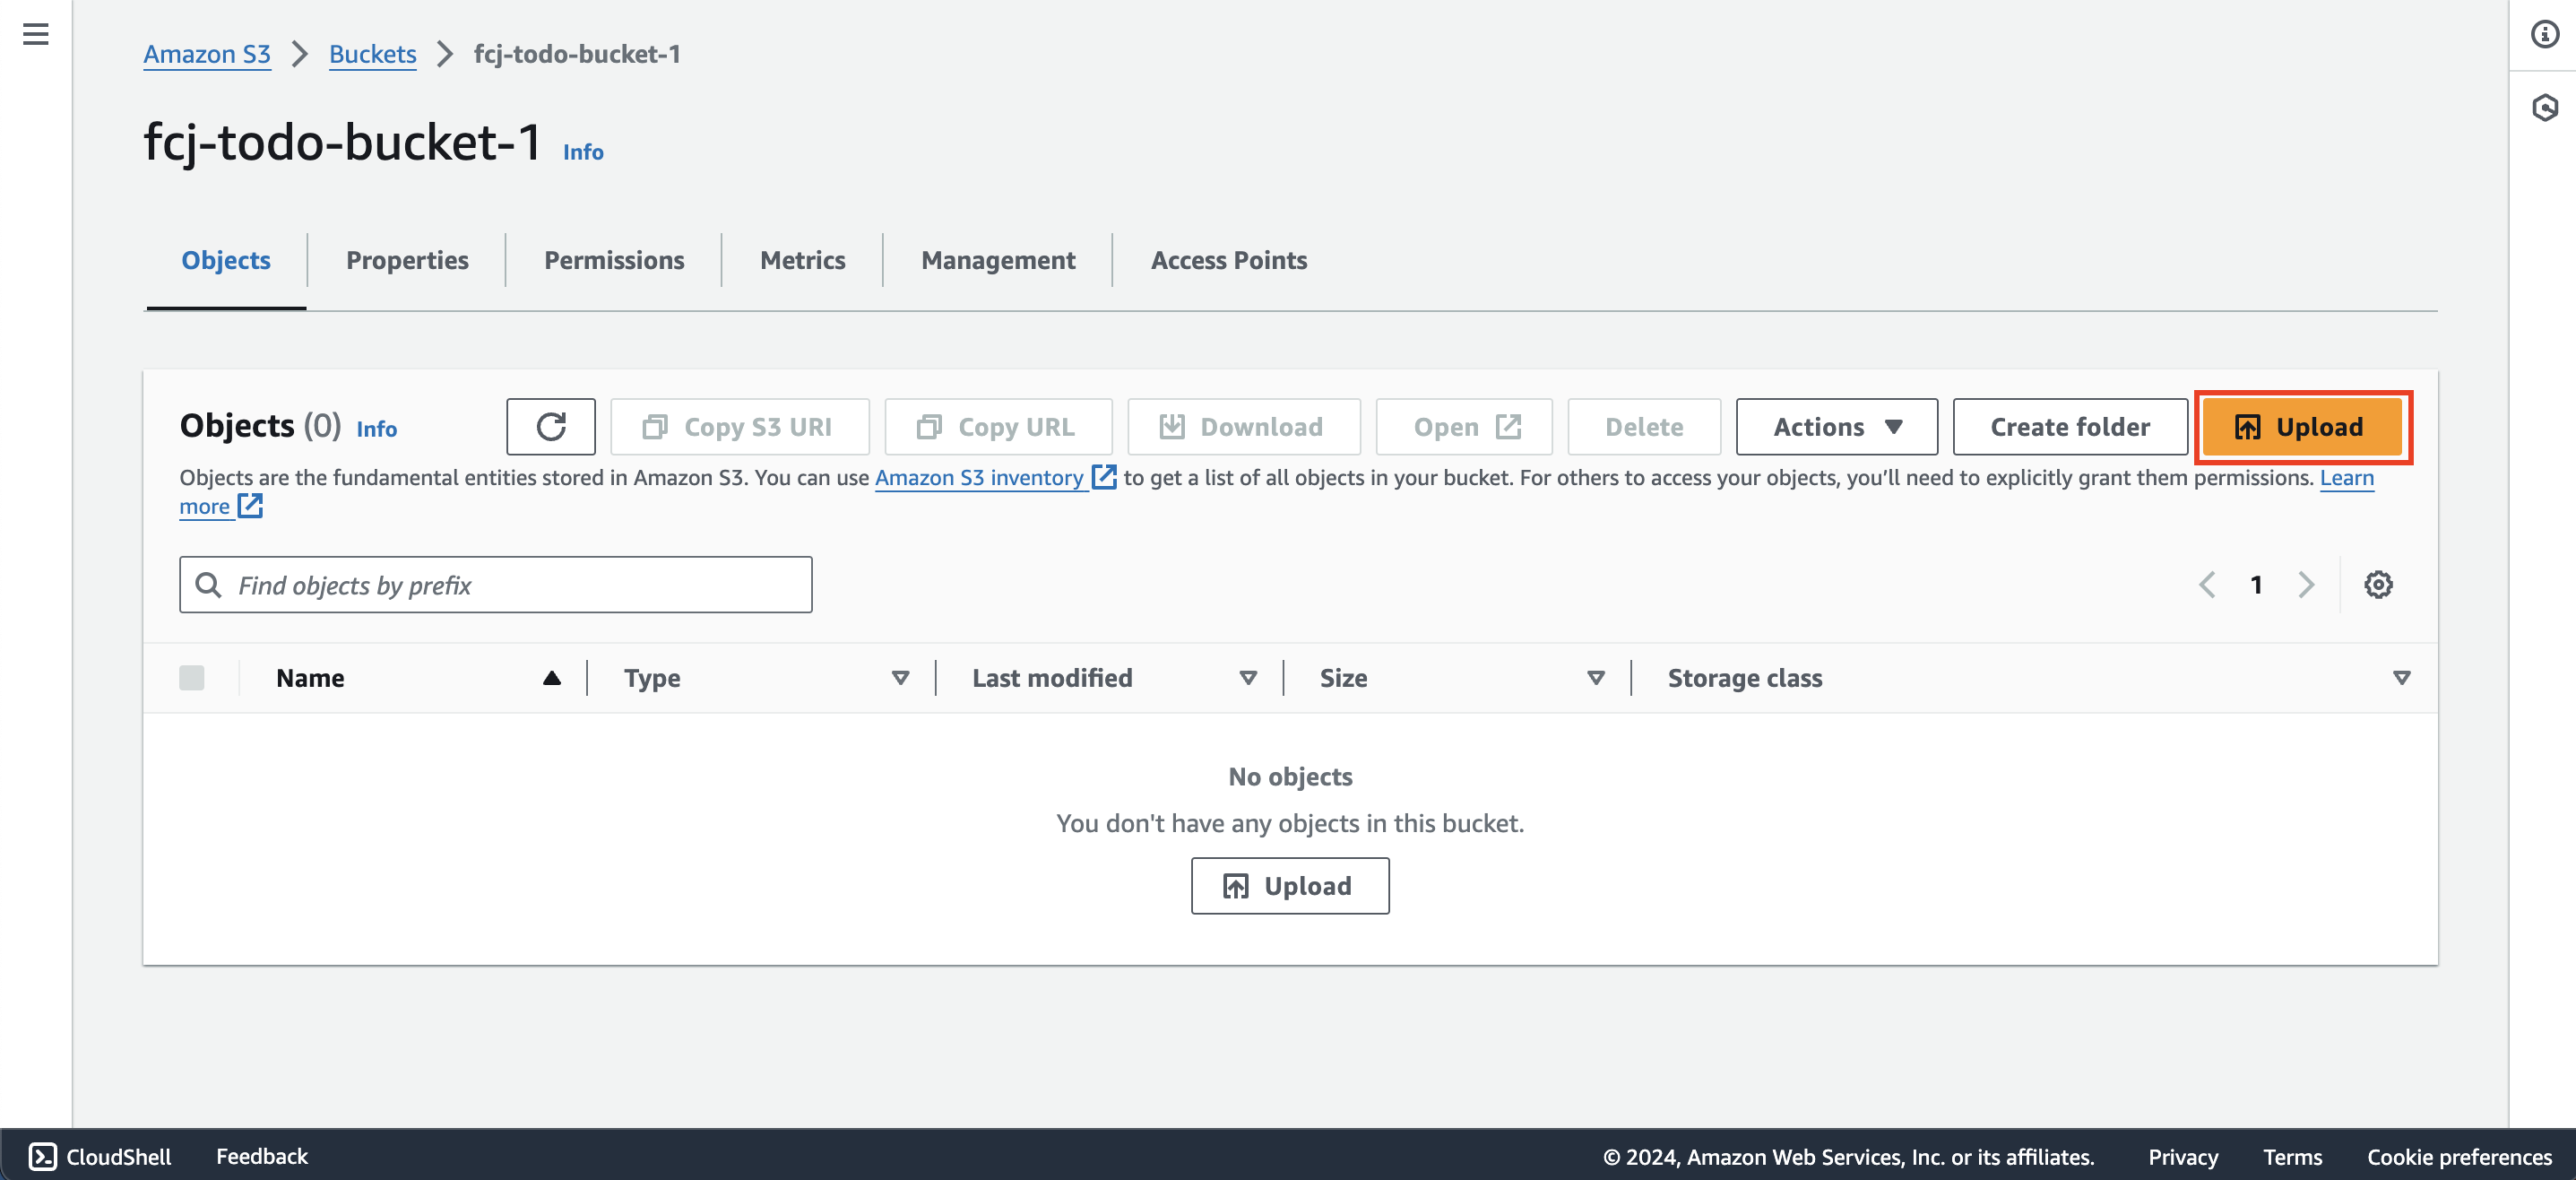 Amazon S3 Buckets fcj-todo-bucket-1
fcj-todo-bucket-1 Info
Objects Properties Permissions Metrics Management Access Points
Objects (0) Info Copy S3 URI Copy URL Download Open Delete Actions Create folder Upload
Objects are the fundamental entities stored in Amazon S3. You can use Amazon S3 inventory to get a list of all objects in your bucket. For others to access your objects, you’ll need to explicitly grant them permissions. Learn
more
Find objects by prefix 1
Name Type Last modified Size Storage class
No objects
You don't have any objects in this bucket.
Upload
CloudShell Feedback © 2024, Amazon Web Services, Inc. or its affiliates. Privacy Terms Cookie preferences